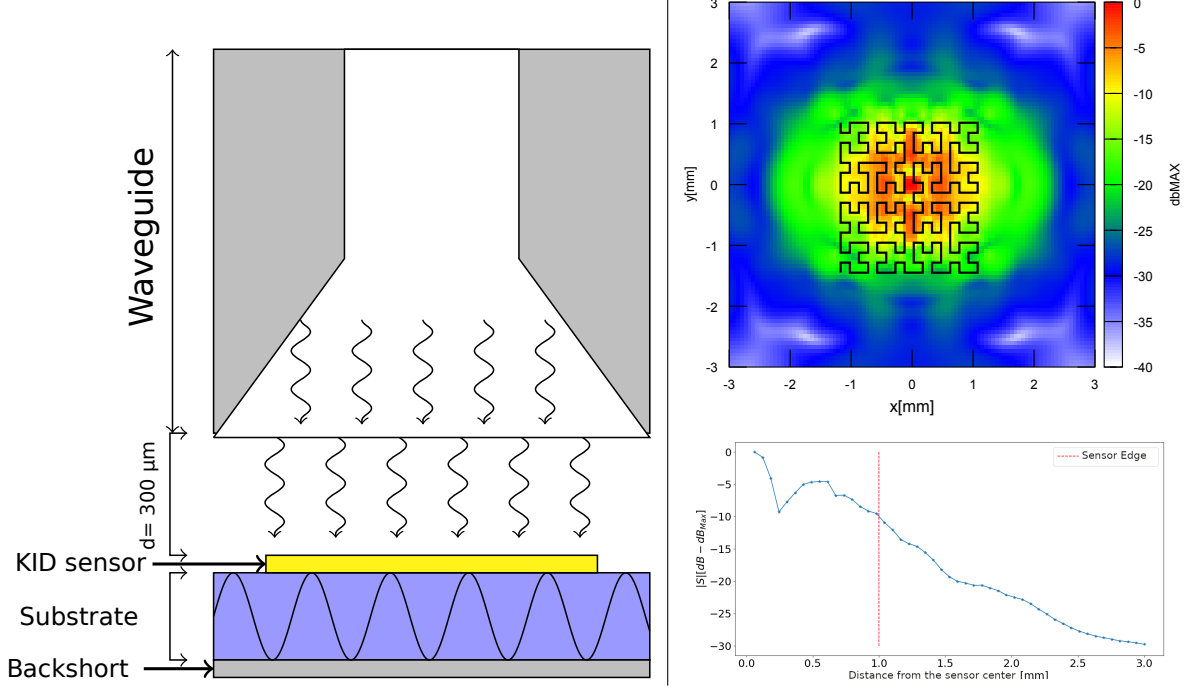 Waveguide
d= 300 µm
KID sensor
Substrate
Backshort
3
2
1
0
-1
-2
-3
y[mm]
-3 -2 -1 0 1 2 3
x[mm]
0
-5
-10
-15
-20
-25
-30
-35
-40
dbMAX
0
−5
−10
−15
−20
−25
−30
|S|[dB − dB_Max]
Sensor Edge
0.0 0.5 1.0 1.5 2.0 2.5 3.0
Distance from the sensor center [mm]